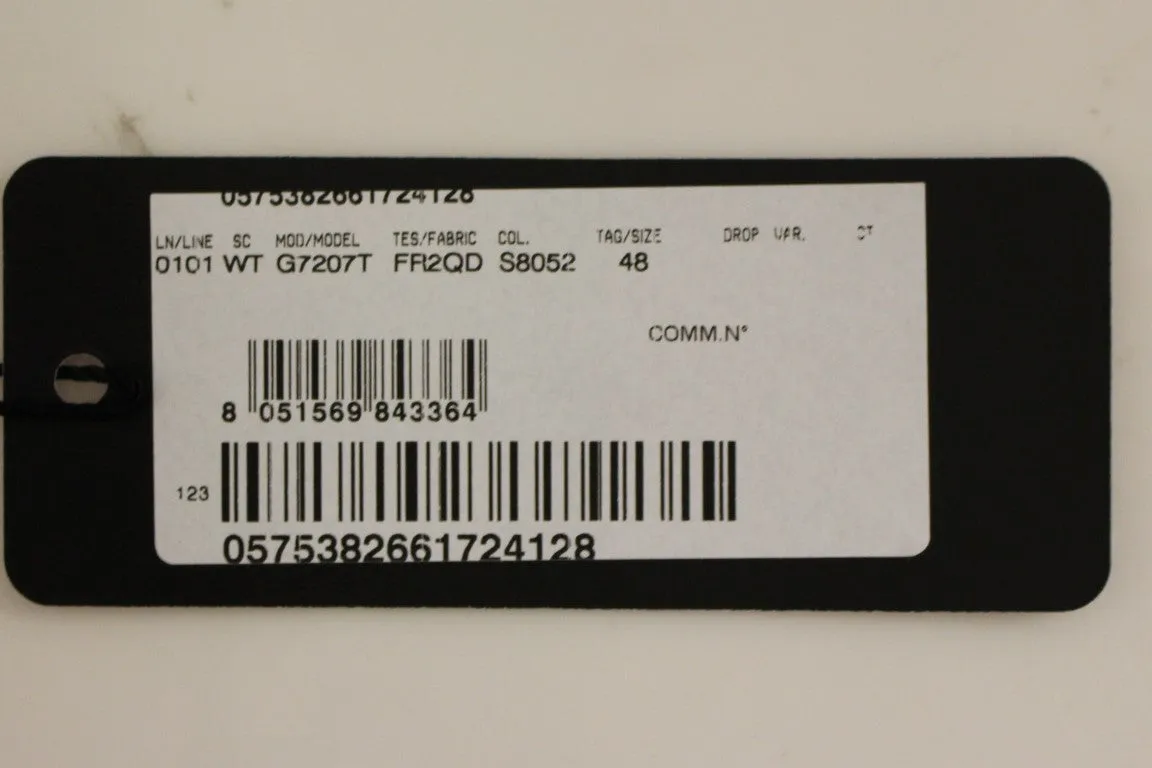 0575382661724128
LN/LINE SC MOD/MODEL TES/FABRIC COL. TAG/SIZE DROP VAR. CT
0101 WT G7207T FR2QD S8052 48
COMM.N°
8 051569 843364
123
0575382661724128